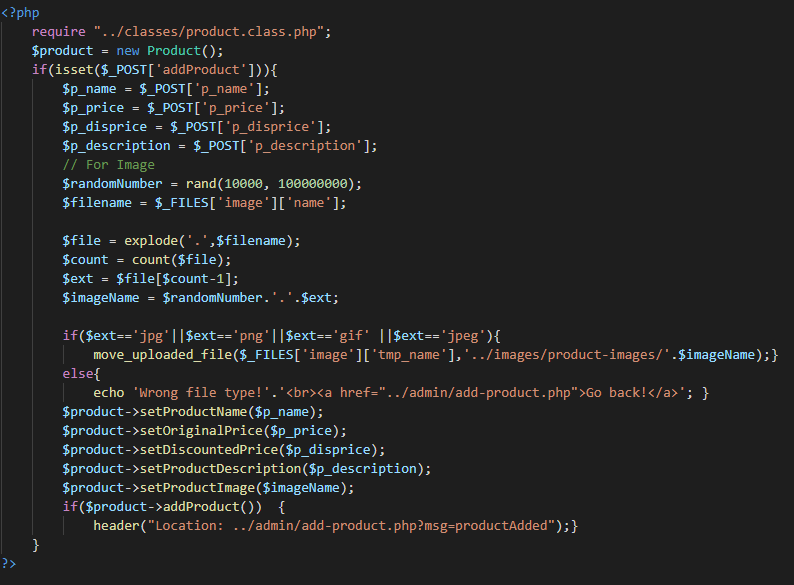 <?php
    require "../classes/product.class.php";
    $product = new Product();
    if(isset($_POST['addProduct'])){
        $p_name = $_POST['p_name'];
        $p_price = $_POST['p_price'];
        $p_disprice = $_POST['p_disprice'];
        $p_description = $_POST['p_description'];
        // For Image
        $randomNumber = rand(10000, 100000000);
        $filename = $_FILES['image']['name'];

        $file = explode('.',$filename);
        $count = count($file);
        $ext = $file[$count-1];
        $imageName = $randomNumber.'.'.$ext;

        if($ext=='jpg'||$ext=='png'||$ext=='gif' ||$ext=='jpeg'){
            move_uploaded_file($_FILES['image']['tmp_name'],'../images/product-images/'.$imageName);}
        else{
            echo 'Wrong file type!'.'<br><a href="../admin/add-product.php">Go back!</a>'; }
        $product->setProductName($p_name);
        $product->setOriginalPrice($p_price);
        $product->setDiscountedPrice($p_disprice);
        $product->setProductDescription($p_description);
        $product->setProductImage($imageName);
        if($product->addProduct())  {
            header("Location: ../admin/add-product.php?msg=productAdded");}
    }
?>